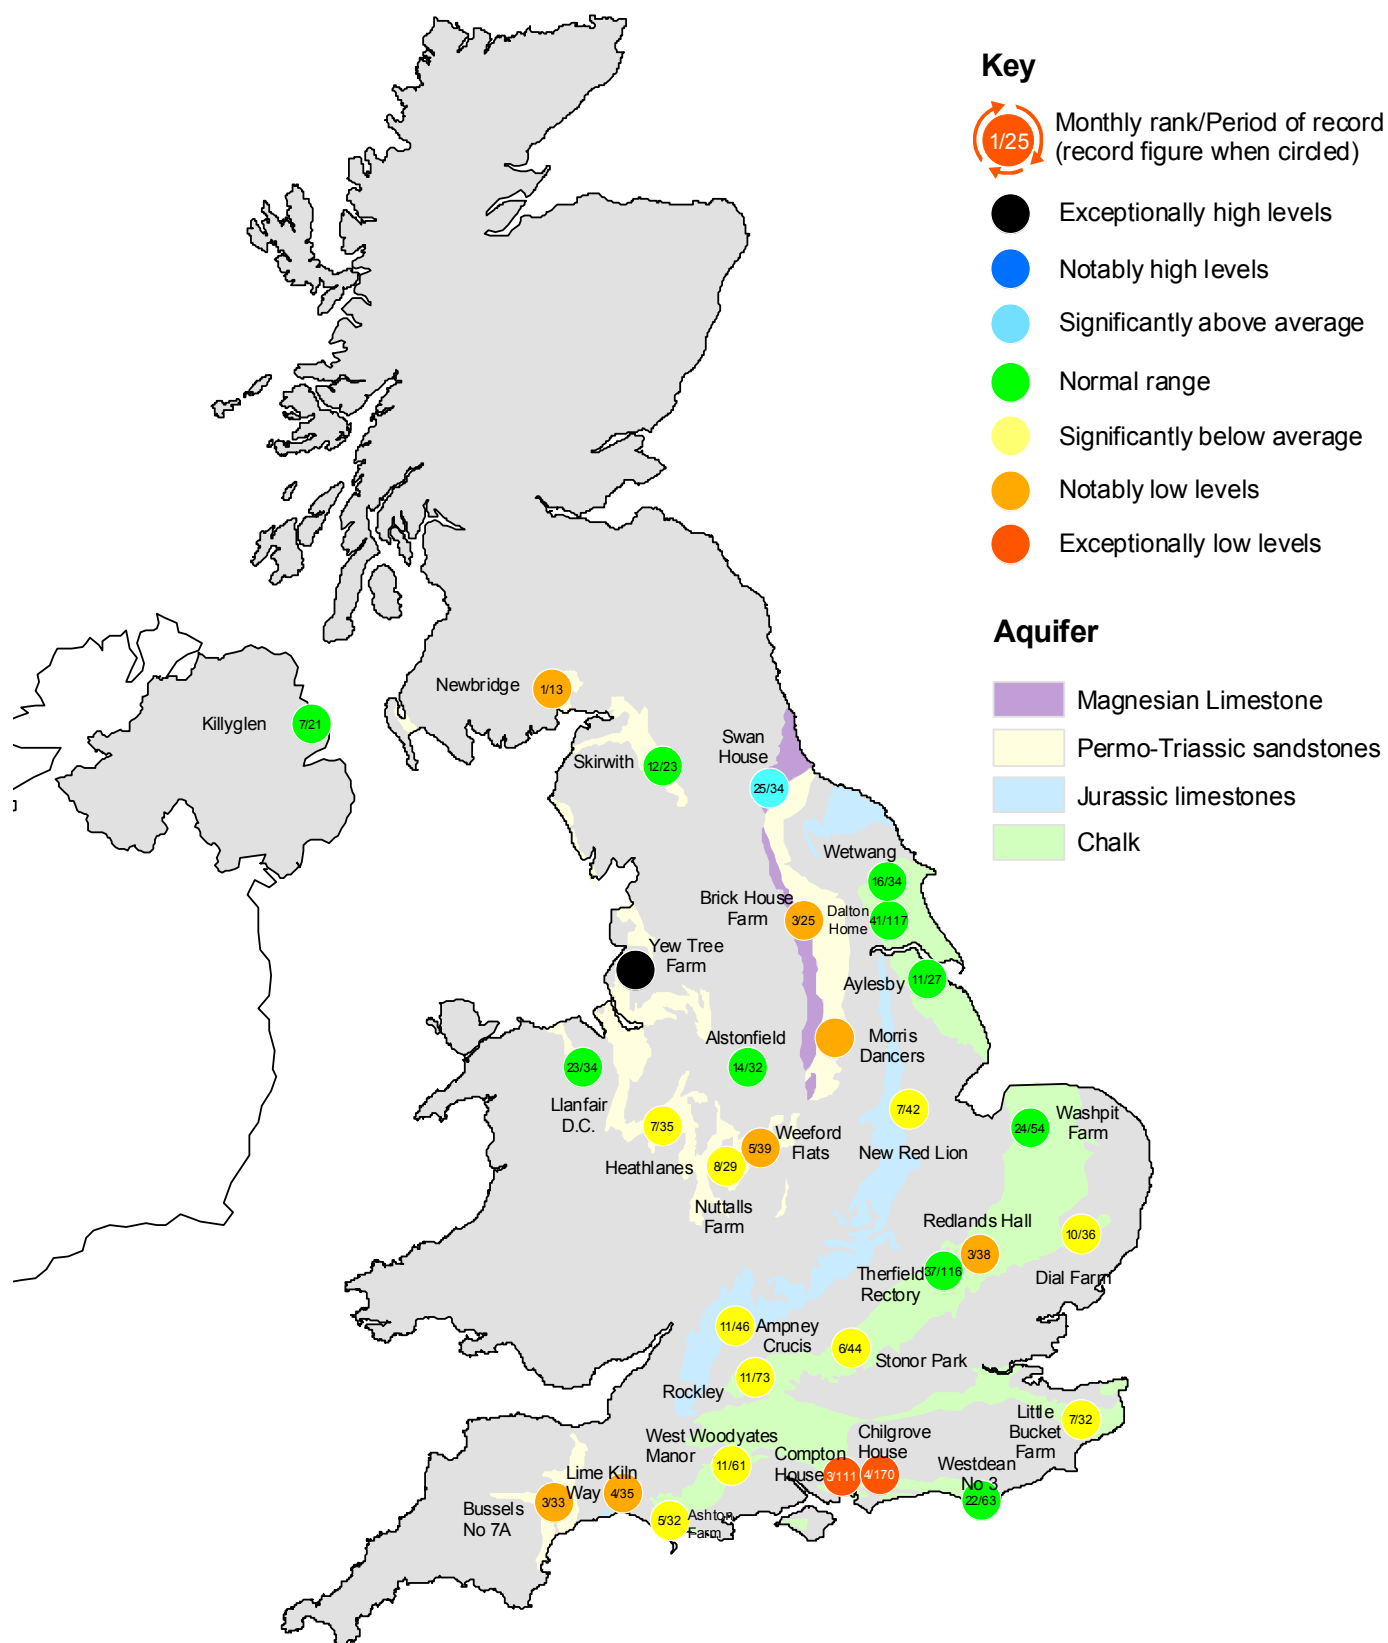 Key
1/25
Monthly rank/Period of record
(record figure when circled)
Exceptionally high levels
Notably high levels
Significantly above average
Normal range
Significantly below average
Notably low levels
Exceptionally low levels
Aquifer
Magnesian Limestone
Permo-Triassic sandstones
Jurassic limestones
Chalk
Newbridge
1/13
Killyglen
7/21
Skirwith
12/23
Swan
House
25/34
Wetwang
16/34
Brick House
Farm
3/25
Dalton
Home
41/117
Yew Tree
Farm
Aylesby
11/27
Morris
Dancers
Alstonfield
14/32
23/34
Llanfair
D.C.
7/35
Heathlanes
5/39
Weeford
Flats
8/29
Nuttalls
Farm
7/42
New Red Lion
24/54
Washpit
Farm
Redlands Hall
3/38
10/36
Dial Farm
37/116
Therfield
Rectory
11/46
Ampney
Crucis
6/44
Stonor Park
11/73
Rockley
Little
Bucket
Farm
7/32
West Woodyates
Manor
11/61
Compton
House
3/111
Chilgrove
House
4/170
Westdean
No 3
22/63
Lime Kiln
Way
4/35
Bussels
No 7A
3/33
5/32
Ashton
Farm